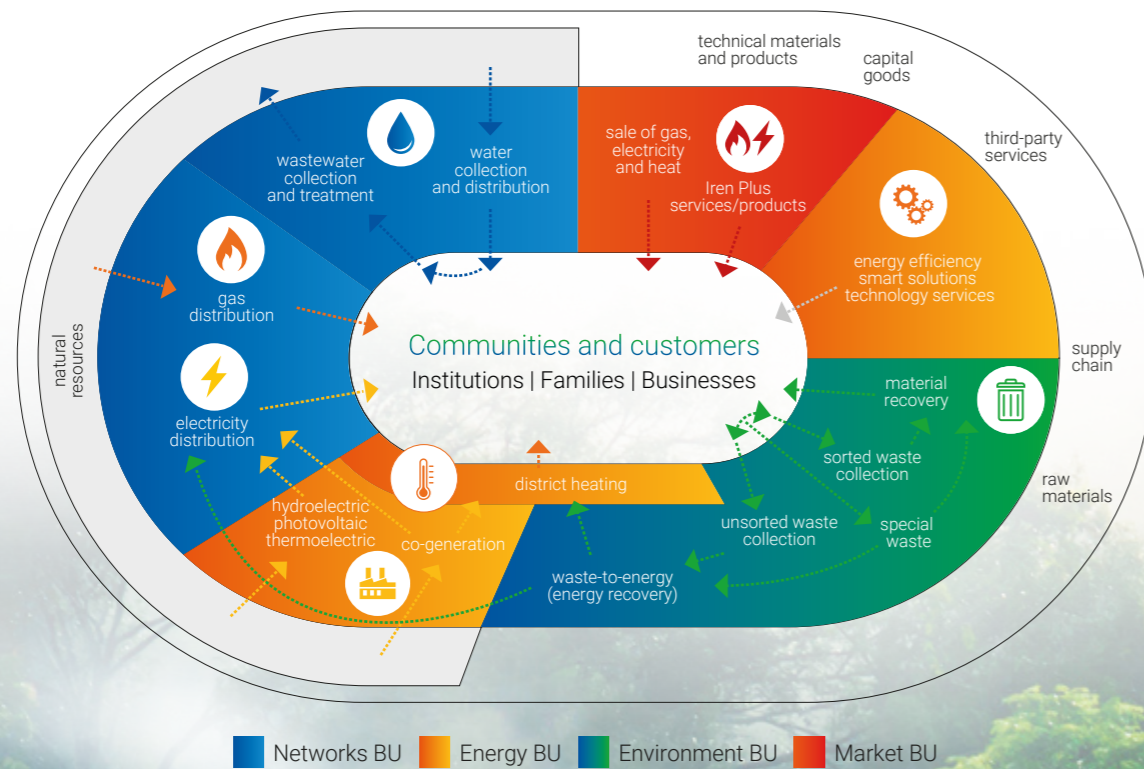 technical materials
and products
capital
goods
third-party
services
supply
chain
raw
materials
natural
resources
wastewater
collection
and treatment
water
collection
and distribution
sale of gas,
electricity
and heat
Iren Plus
services/products
energy efficiency
smart solutions
technology services
gas
distribution
electricity
distribution
Communities and customers
Institutions | Families | Businesses
material
recovery
sorted waste
collection
special
waste
unsorted waste
collection
district heating
hydroelectric
photovoltaic
thermoelectric
co-generation
waste-to-energy
(energy recovery)
Networks BU
Energy BU
Environment BU
Market BU